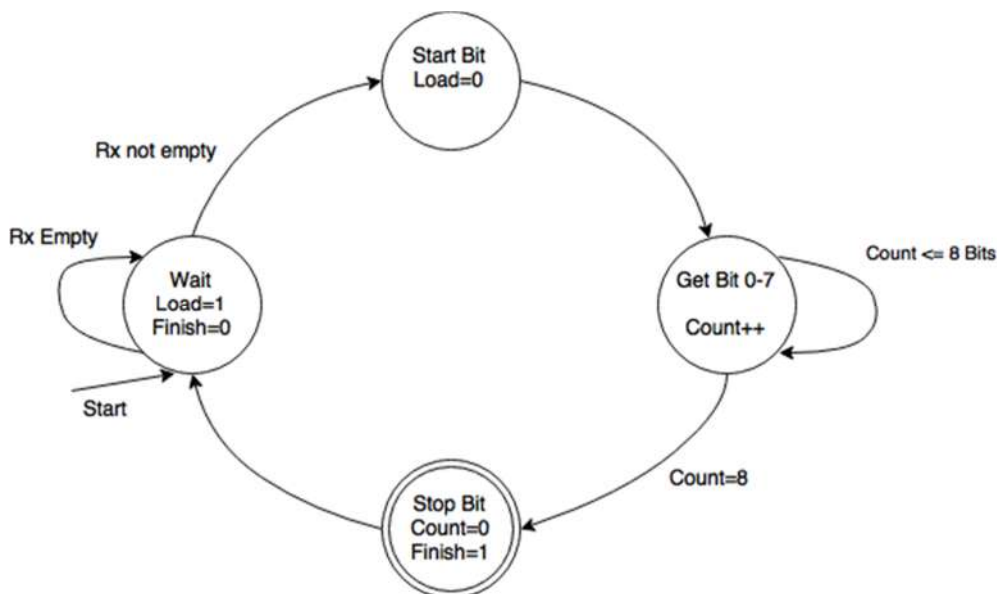 Start Bit
Load=0
Rx not empty
Rx Empty
Wait
Load=1
Finish=0
Start
Get Bit 0-7
Count++
Count <= 8 Bits
Count=8
Stop Bit
Count=0
Finish=1